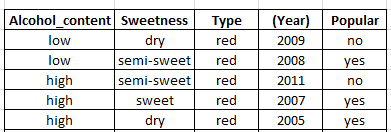 Alcohol_content Sweetness Type (Year) Popular
low dry red 2009 no
low semi-sweet red 2008 yes
high semi-sweet red 2011 no
high sweet red 2007 yes
high dry red 2005 yes